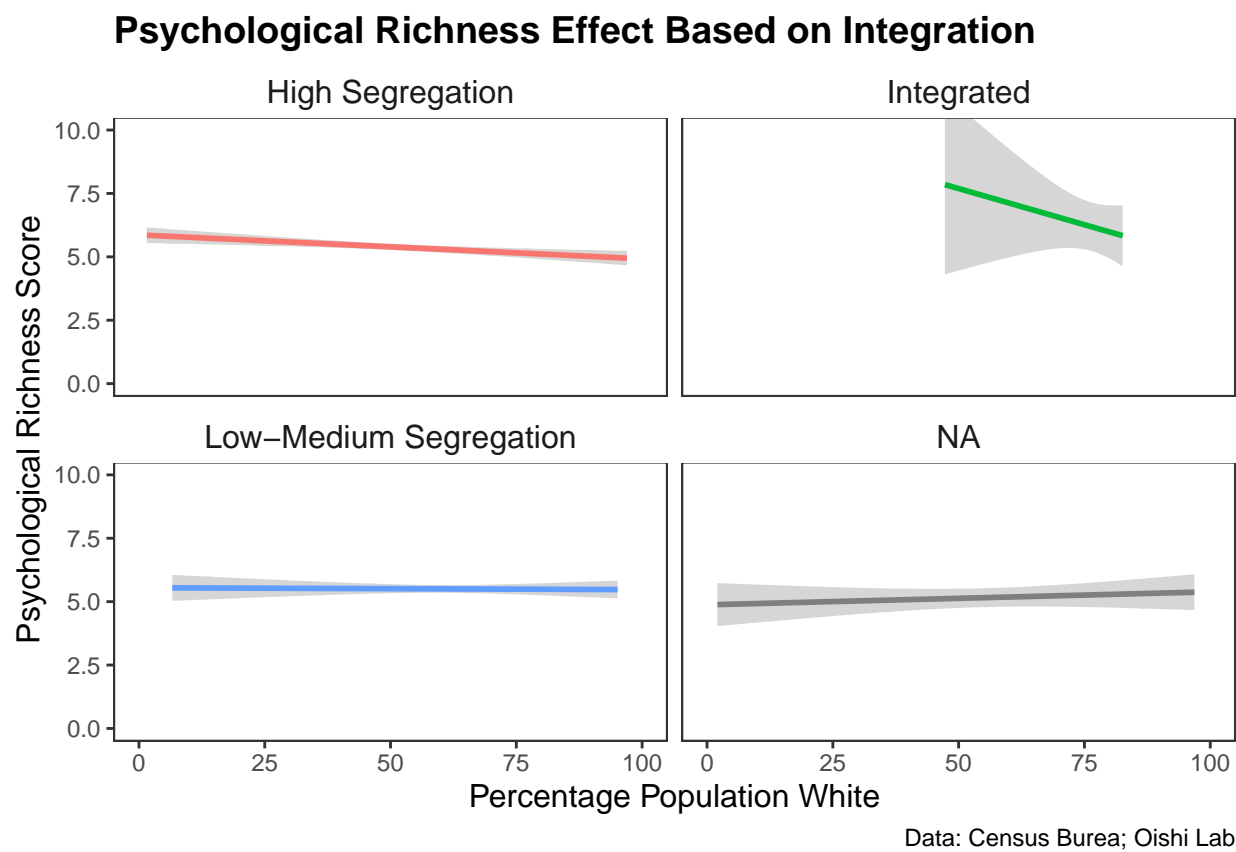 Psychological Richness Effect Based on Integration
High Segregation
Integrated
10.0
7.5
5.0
2.5
0.0
Low−Medium Segregation
NA
10.0
7.5
5.0
2.5
0.0
0 25 50 75 100
0 25 50 75 100
Psychological Richness Score
Percentage Population White
Data: Census Burea; Oishi Lab